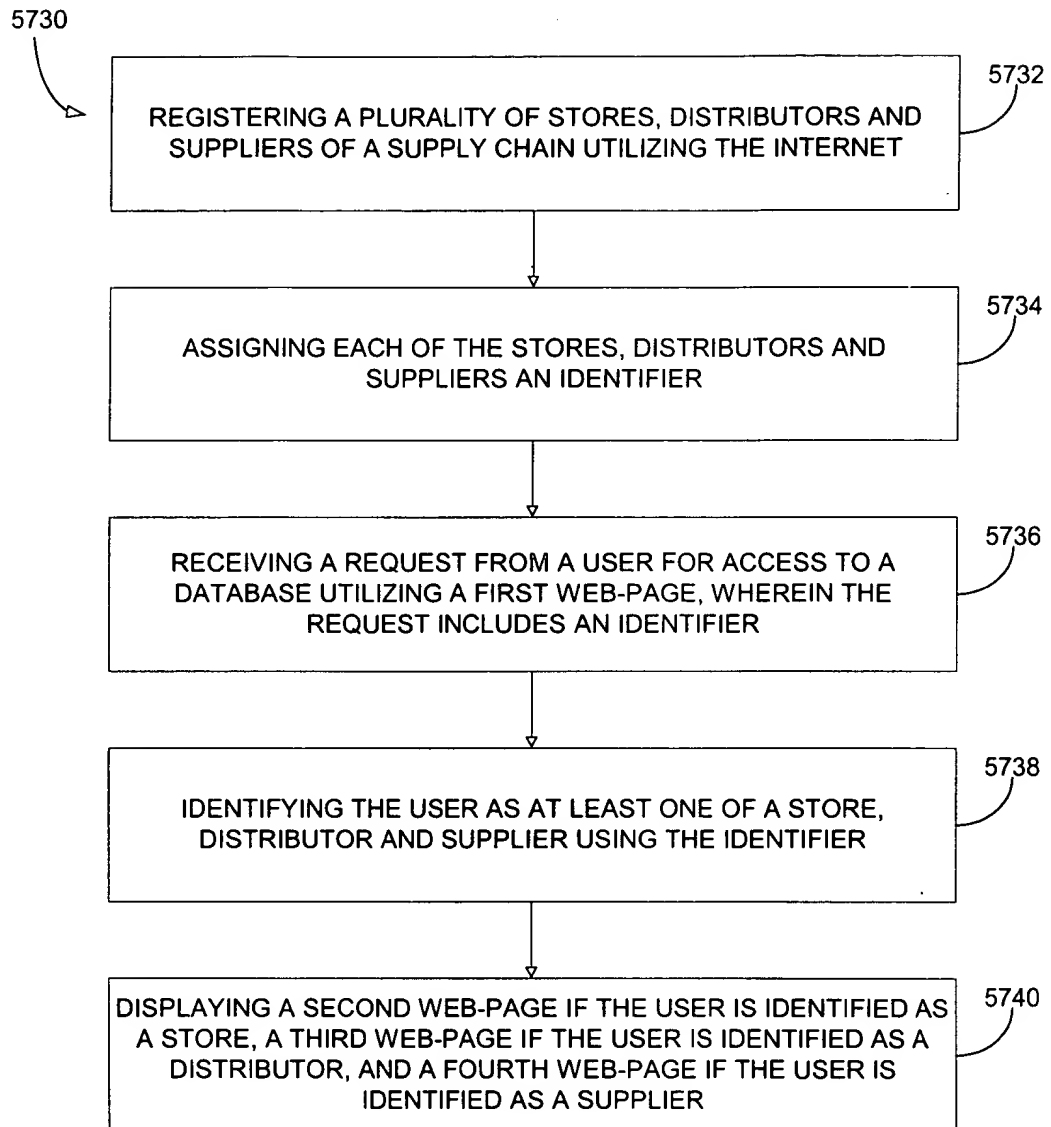 5730
5732
REGISTERING A PLURALITY OF STORES, DISTRIBUTORS AND
SUPPLIERS OF A SUPPLY CHAIN UTILIZING THE INTERNET
5734
ASSIGNING EACH OF THE STORES, DISTRIBUTORS AND
SUPPLIERS AN IDENTIFIER
5736
RECEIVING A REQUEST FROM A USER FOR ACCESS TO A
DATABASE UTILIZING A FIRST WEB-PAGE, WHEREIN THE
REQUEST INCLUDES AN IDENTIFIER
5738
IDENTIFYING THE USER AS AT LEAST ONE OF A STORE,
DISTRIBUTOR AND SUPPLIER USING THE IDENTIFIER
5740
DISPLAYING A SECOND WEB-PAGE IF THE USER IS IDENTIFIED AS
A STORE, A THIRD WEB-PAGE IF THE USER IS IDENTIFIED AS A
DISTRIBUTOR, AND A FOURTH WEB-PAGE IF THE USER IS
IDENTIFIED AS A SUPPLIER